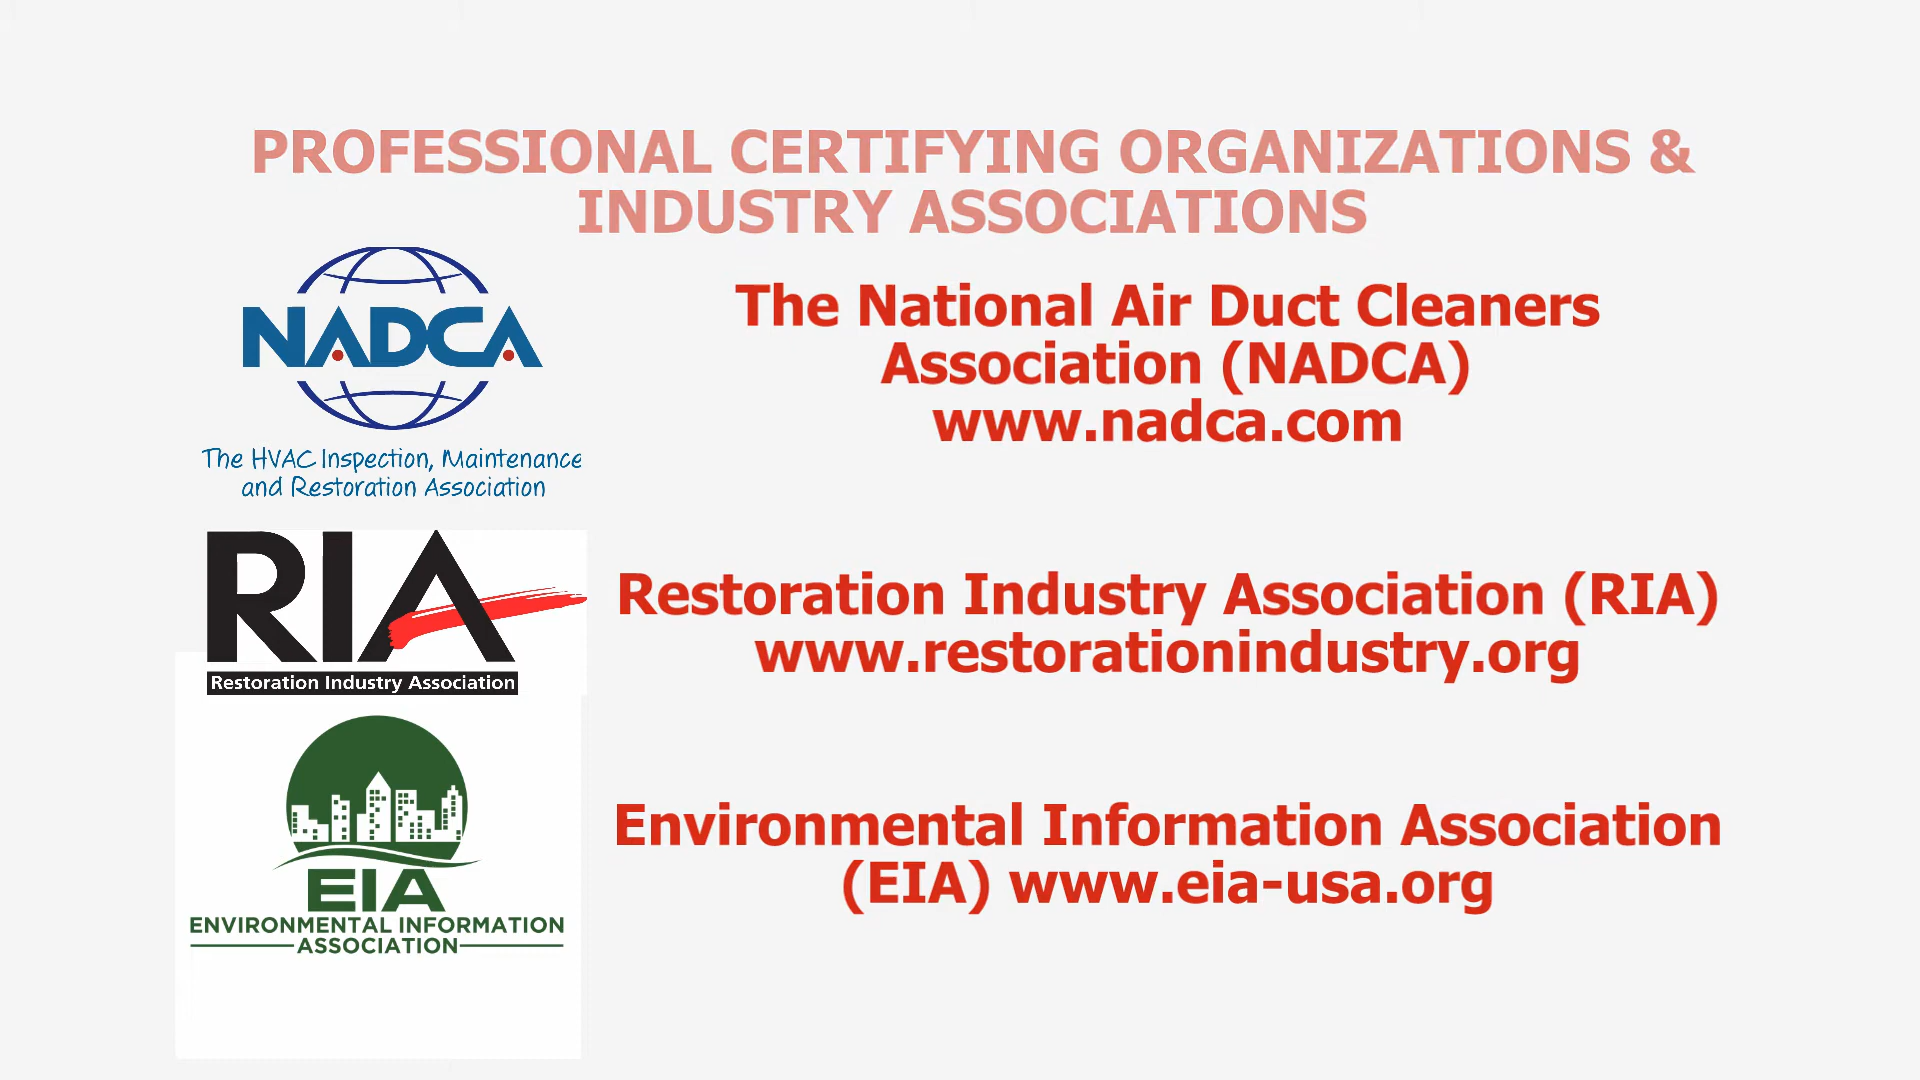 PROFESSIONAL CERTIFYING ORGANIZATIONS &
INDUSTRY ASSOCIATIONS
NADCA
The HVAC Inspection, Maintenance
and Restoration Association
The National Air Duct Cleaners
Association (NADCA)
www.nadca.com
RIA
Restoration Industry Association
Restoration Industry Association (RIA)
www.restorationindustry.org
EIA
ENVIRONMENTAL INFORMATION
ASSOCIATION
Environmental Information Association
(EIA) www.eia-usa.org